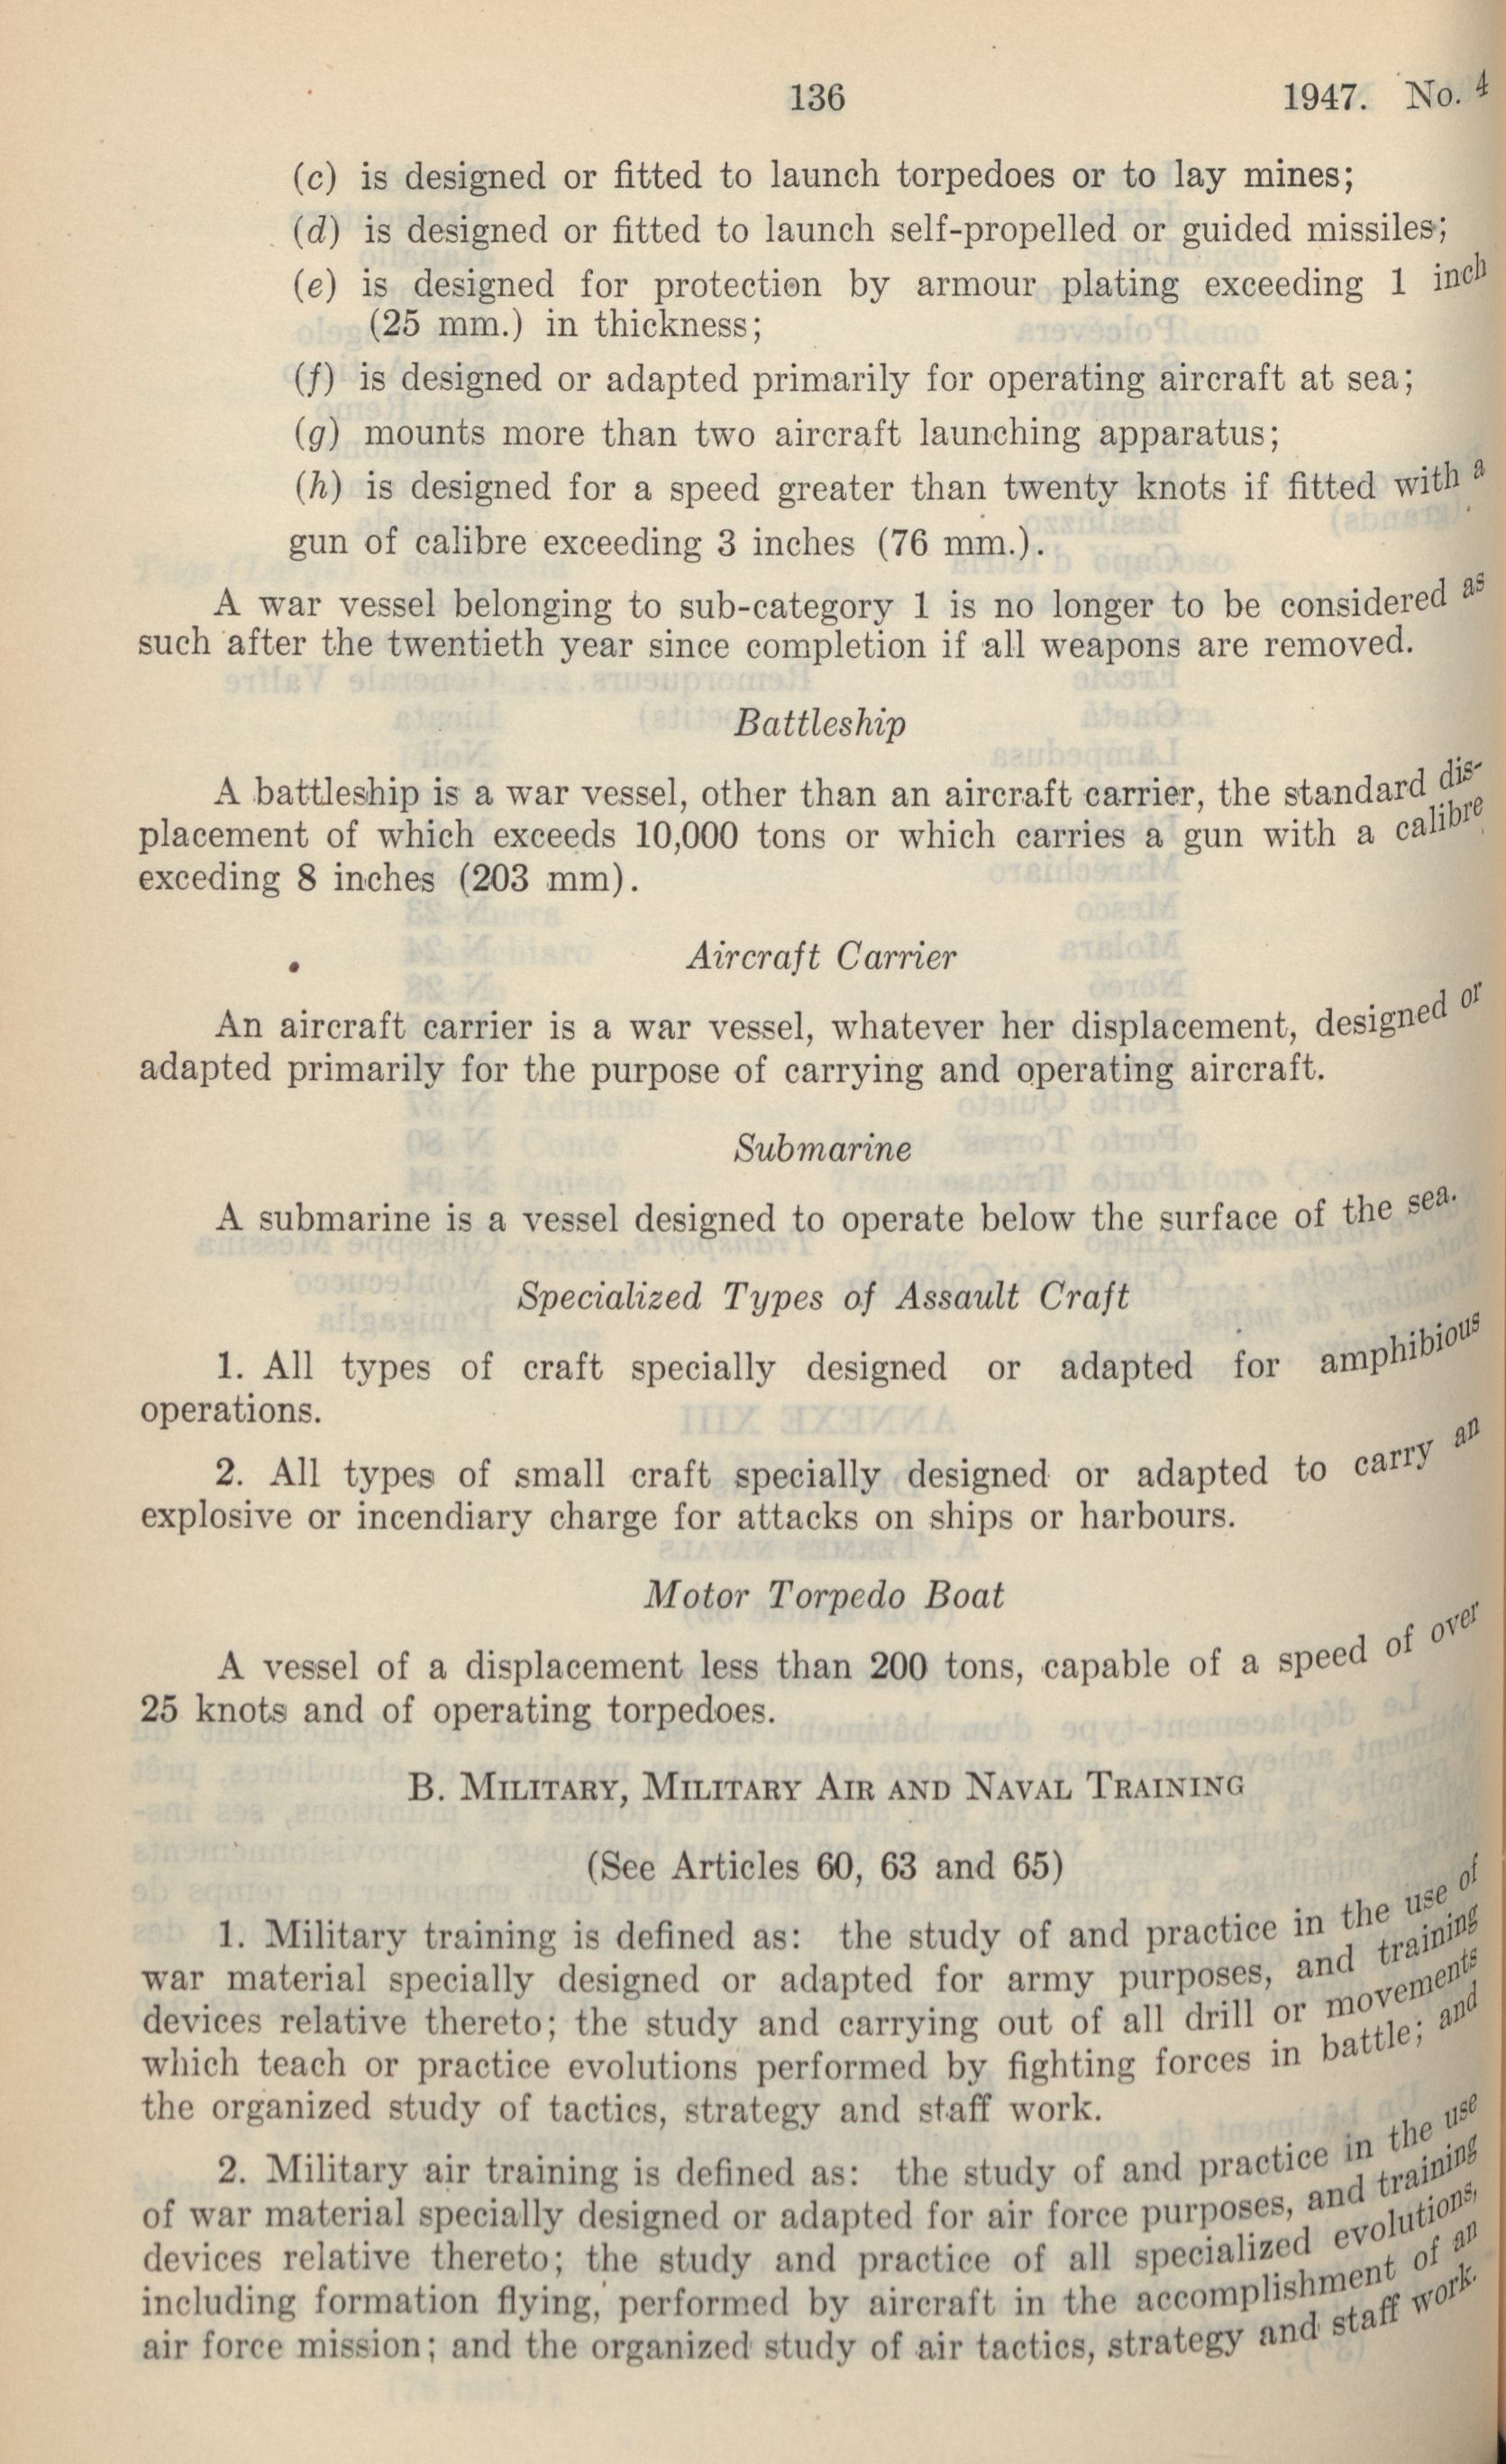 136 1947. No. 4
(c) is designed or fitted to launch torpedoes or to lay mines;
(d) is designed or fitted to launch self-propelled or guided missiles;
(e) is designed for protection by armour plating exceeding 1 inch
(25 mm.) in thickness;
(f) is designed or adapted primarily for operating aircraft at sea;
(g) mounts more than two aircraft launching apparatus;
(h) is designed for a speed greater than twenty knots if fitted with a
gun of calibre exceeding 3 inches (76 mm.).
A war vessel belonging to sub-category 1 is no longer to be considered as
such after the twentieth year since completion if all weapons are removed.
Battleship
A battleship is a war vessel, other than an aircraft carrier, the standard dis-
placement of which exceeds 10,000 tons or which carries a gun with a calibre
exceding 8 inches (203 mm).
Aircraft Carrier
An aircraft carrier is a war vessel, whatever her displacement, designed or
adapted primarily for the purpose of carrying and operating aircraft.
Submarine
A submarine is a vessel designed to operate below the surface of the sea.
Specialized Types of Assault Craft
1. All types of craft specially designed or adapted for amphibious
operations.
2. All types of small craft specially designed or adapted to carry an
explosive or incendiary charge for attacks on ships or harbours.
Motor Torpedo Boat
A vessel of a displacement less than 200 tons, capable of a speed of over
25 knots and of operating torpedoes.
B. MILITARY, MILITARY AIR AND NAVAL TRAINING
(See Articles 60, 63 and 65)
1. Military training is defined as: the study of and practice in the use of
war material specially designed or adapted for army purposes, and training
devices relative thereto; the study and carrying out of all drill or movements
which teach or practice evolutions performed by fighting forces in battle; and
the organized study of tactics, strategy and staff work.
2. Military air training is defined as: the study of and practice in the use
of war material specially designed or adapted for air force purposes, and training
devices relative thereto; the study and practice of all specialized evolutions,
including formation flying, performed by aircraft in the accomplishment of an
air force mission; and the organized study of air tactics, strategy and staff work.